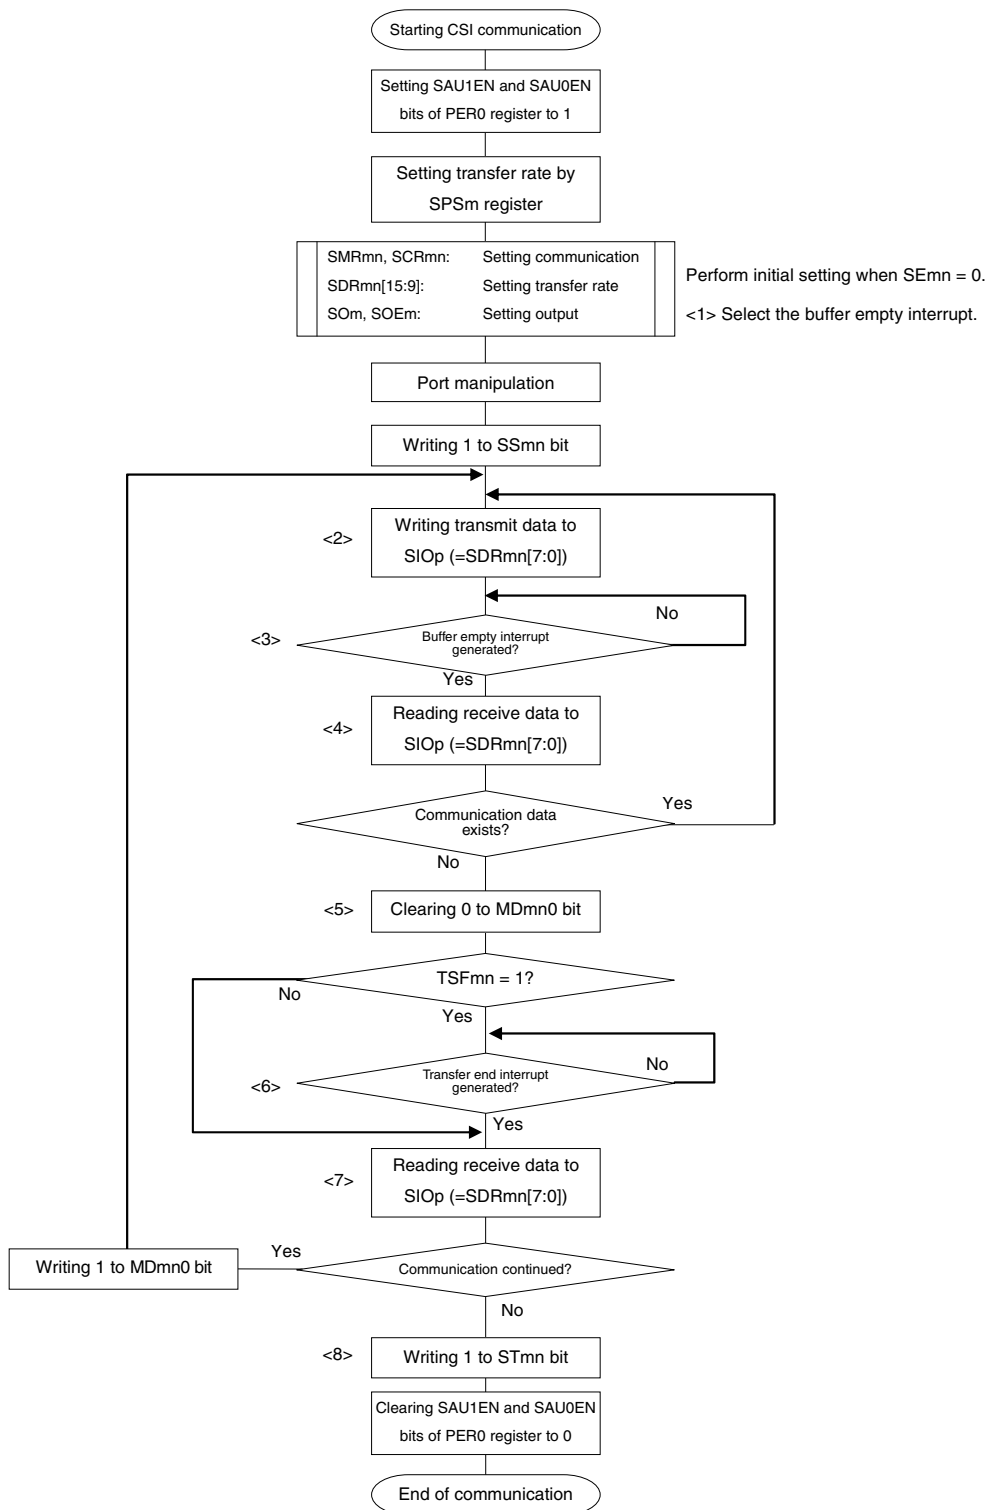 Starting CSI communication
Setting SAU1EN and SAU0EN
bits of PER0 register to 1
Setting transfer rate by
SPSm register
SMRmn, SCRmn: Setting communication
SDRmn[15:9]: Setting transfer rate
SOm, SOEm: Setting output
Perform initial setting when SEmn = 0.
<1> Select the buffer empty interrupt.
Port manipulation
Writing 1 to SSmn bit
<2>
Writing transmit data to
SIOp (=SDRmn[7:0])
No
<3>
Buffer empty interrupt
generated?
Yes
<4>
Reading receive data to
SIOp (=SDRmn[7:0])
Yes
Communication data
exists?
No
<5>
Clearing 0 to MDmn0 bit
TSFmn = 1?
No
Yes
No
<6>
Transfer end interrupt
generated?
Yes
<7>
Reading receive data to
SIOp (=SDRmn[7:0])
Writing 1 to MDmn0 bit
Yes
Communication continued?
No
<8>
Writing 1 to STmn bit
Clearing SAU1EN and SAU0EN
bits of PER0 register to 0
End of communication